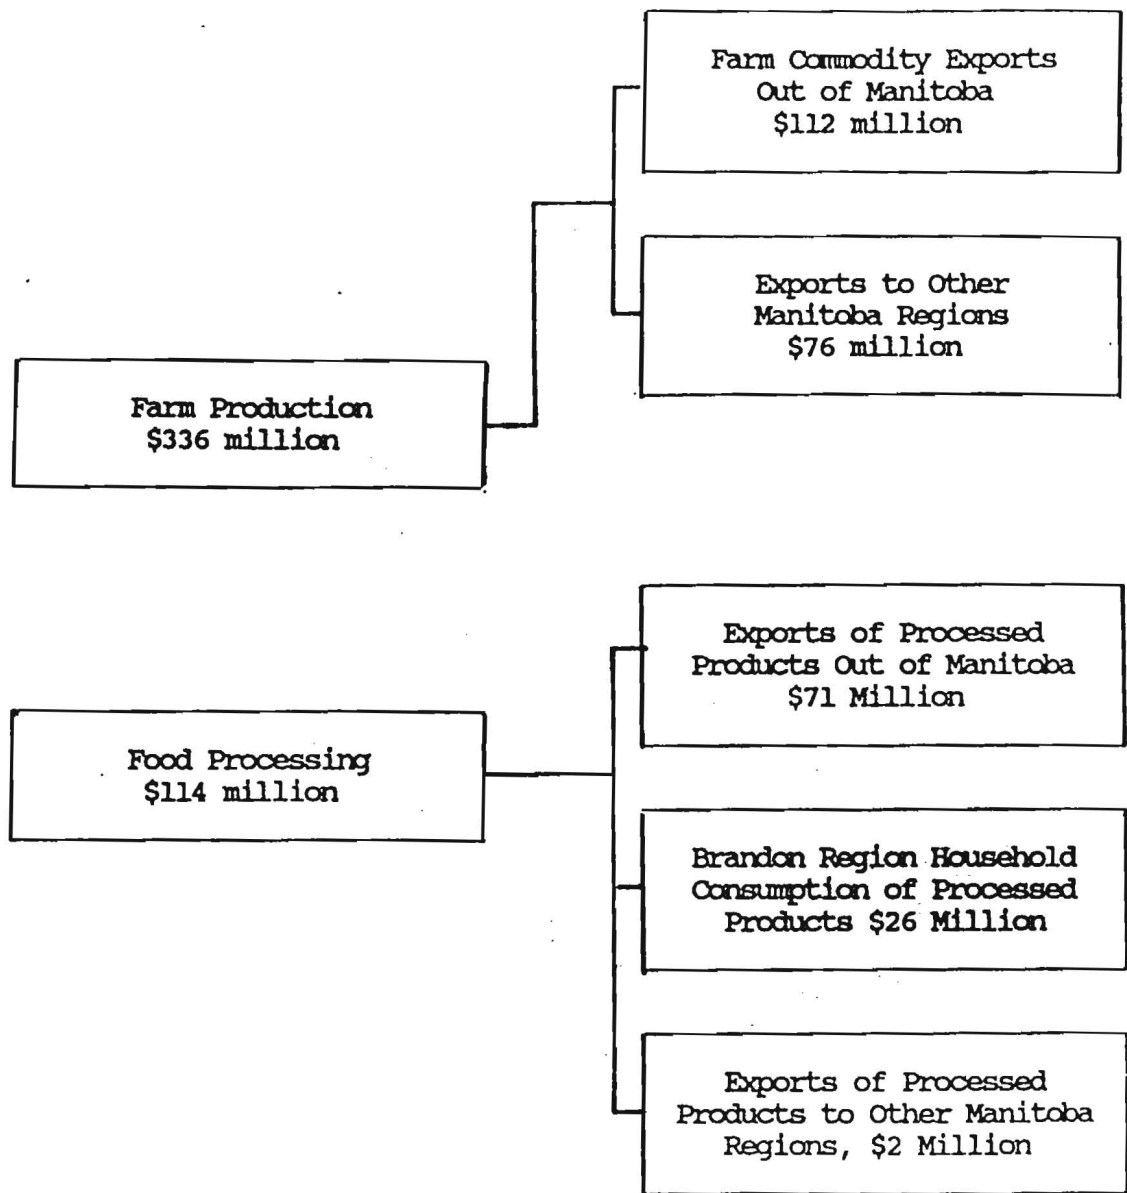 Farm Commodity Exports
Out of Manitoba
$112 million
Exports to Other
Manitoba Regions
$76 million
Farm Production
$336 million
Exports of Processed
Products Out of Manitoba
$71 Million
Food Processing
$114 million
Brandon Region Household
Consumption of Processed
Products $26 Million
Exports of Processed
Products to Other Manitoba
Regions, $2 Million